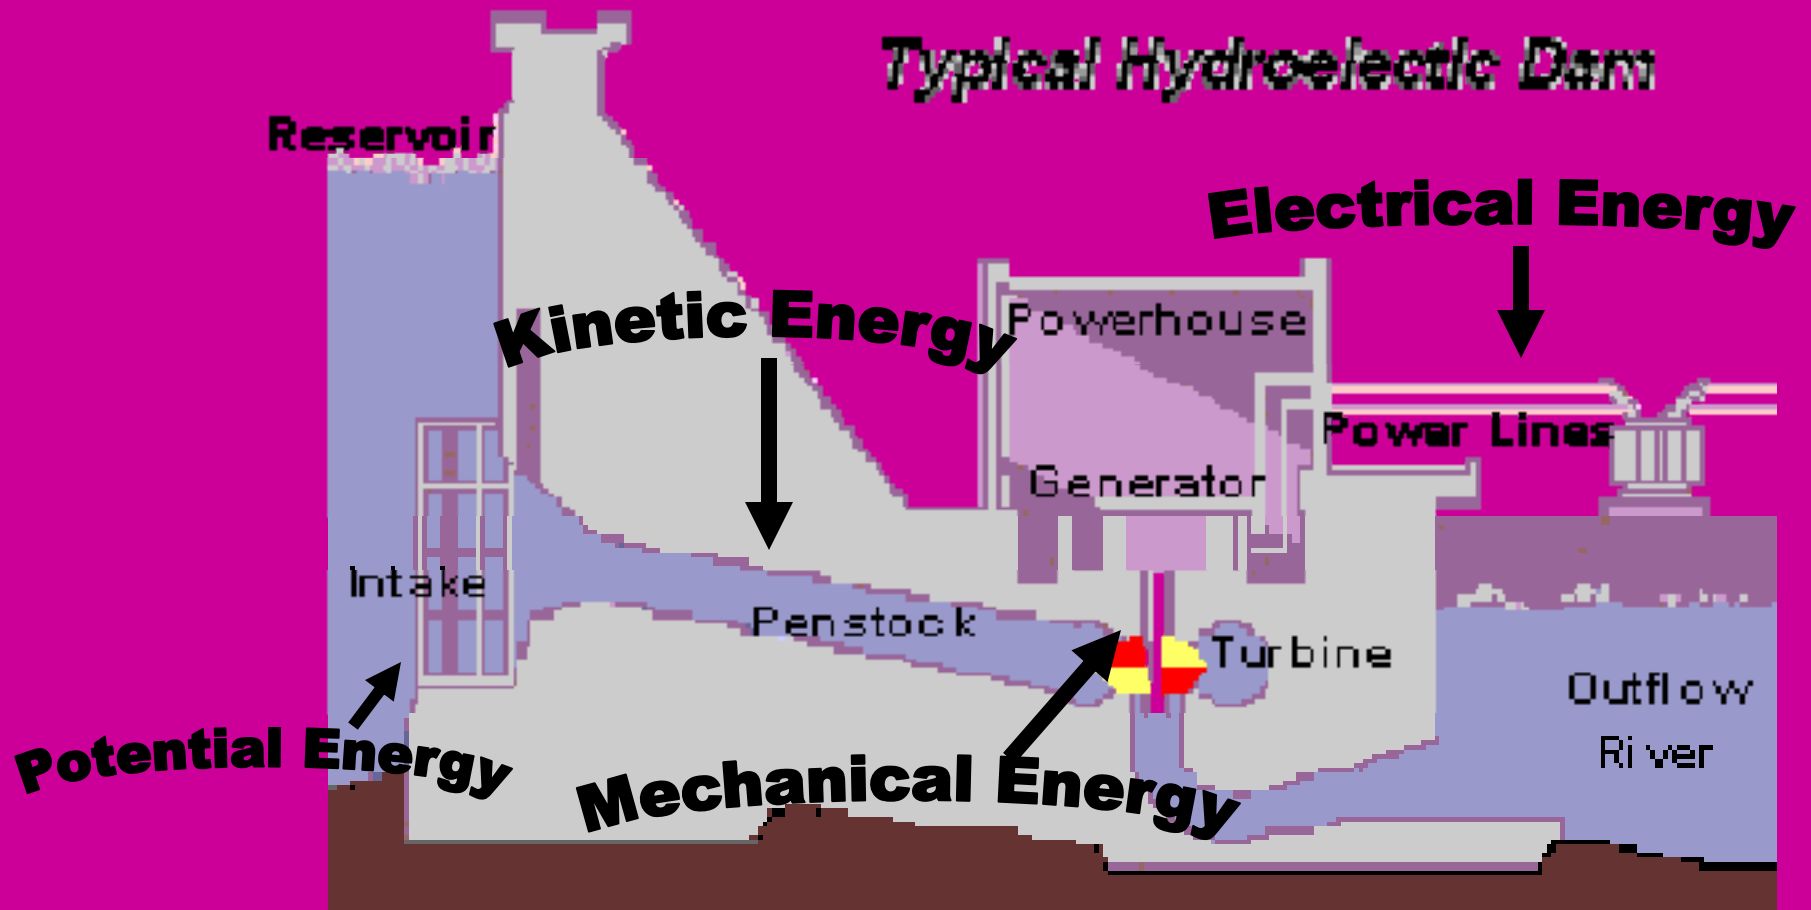 Typical Hydroelectic Dam
Reservoir
Electrical Energy
Kinetic Energy
Powerhouse
Power Lines
Generator
Intake
Penstock
Turbine
Outflow
River
Potential Energy
Mechanical Energy